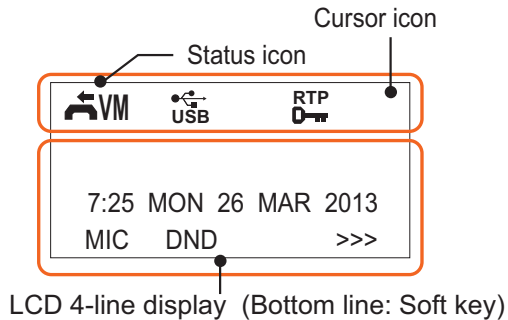 Cursor icon
Status icon
VM USB RTP
7:25 MON 26 MAR 2013
MIC DND >>>
LCD 4-line display (Bottom line: Soft key)